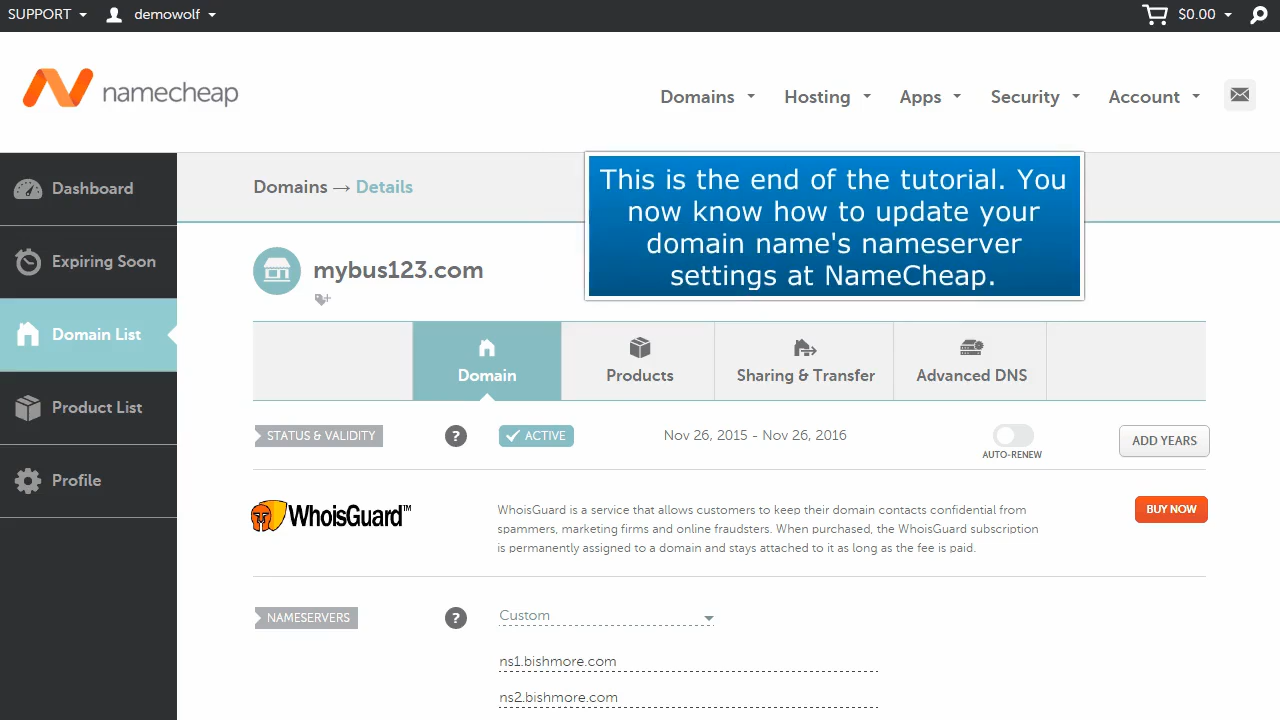 SUPPORT
demowolf
$0.00
namecheap
Domains
Hosting
Apps
Security
Account
Dashboard
Expiring Soon
Domain List
Product List
Profile
Domains → Details
This is the end of the tutorial. You
now know how to update your
domain name's nameserver
settings at NameCheap.
mybus123.com
Domain
Products
Sharing & Transfer
Advanced DNS
STATUS & VALIDITY
?
ACTIVE
Nov 26, 2015 - Nov 26, 2016
AUTO-RENEW
ADD YEARS
WhoisGuard™
WhoisGuard is a service that allows customers to keep their domain contacts confidential from
spammers, marketing firms and online fraudsters. When purchased, the WhoisGuard subscription
is permanently assigned to a domain and stays attached to it as long as the fee is paid.
BUY NOW
NAMESERVERS
?
Custom
ns1.bishmore.com
ns2.bishmore.com